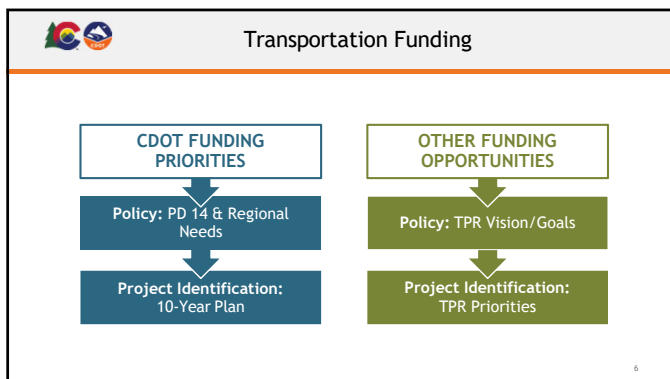 CDOT
Transportation Funding
CDOT FUNDING
PRIORITIES
Policy: PD 14 & Regional
Needs
Project Identification:
10-Year Plan
OTHER FUNDING
OPPORTUNITIES
Policy: TPR Vision/Goals
Project Identification:
TPR Priorities
6